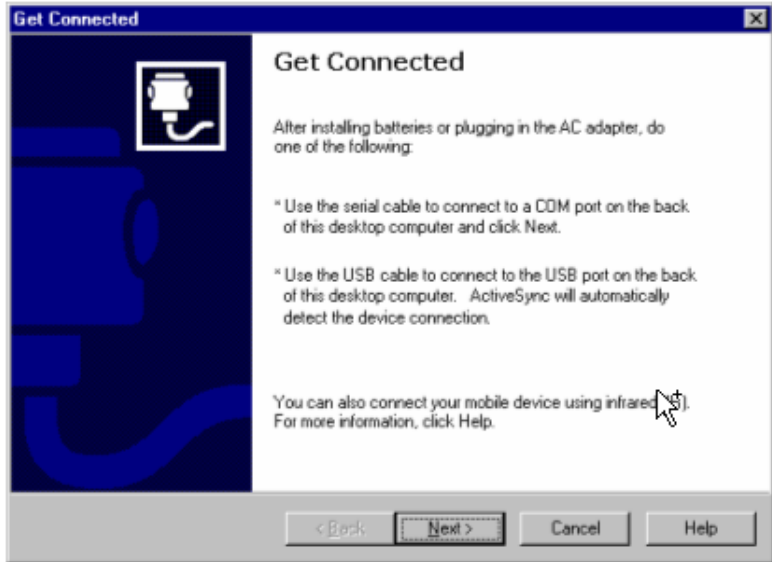 Get Connected
Get Connected
After installing batteries or plugging in the AC adapter, do
one of the following:
* Use the serial cable to connect to a COM port on the back
of this desktop computer and click Next.
* Use the USB cable to connect to the USB port on the back
of this desktop computer. ActiveSync will automatically
detect the device connection.
You can also connect your mobile device using infrared
For more information, click Help.
< Back Next > Cancel Help